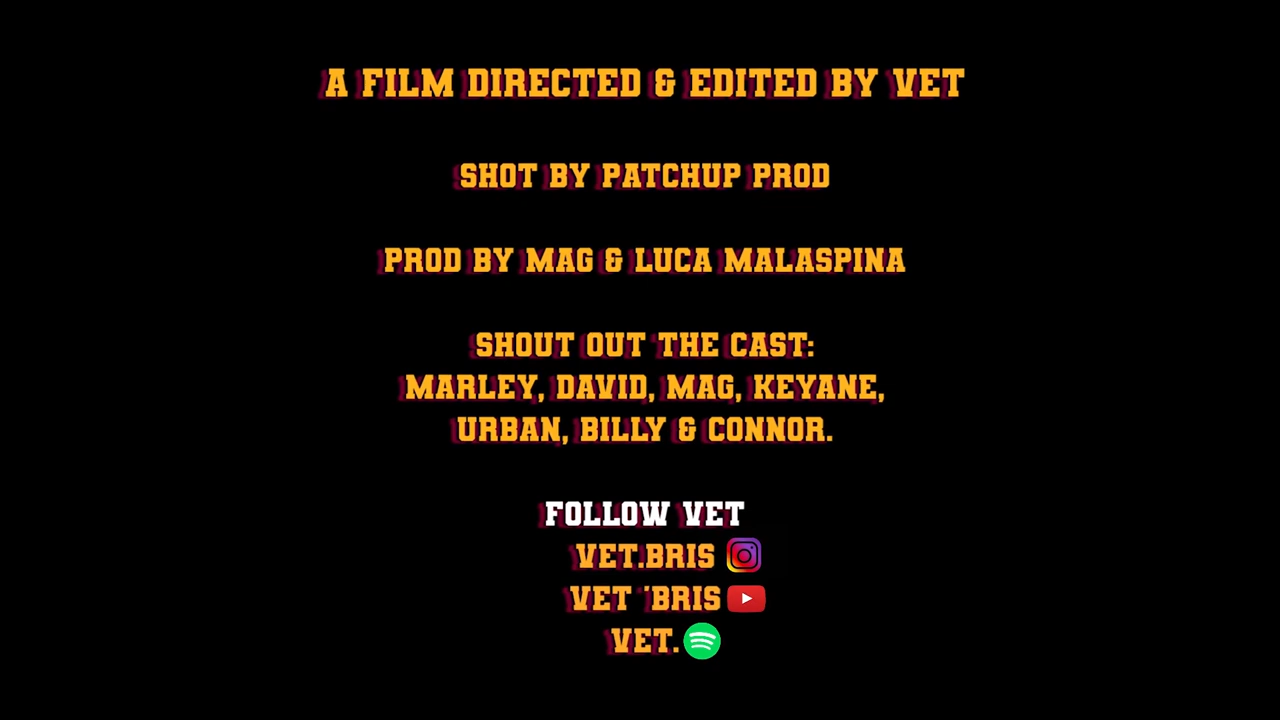 A FILM DIRECTED & EDITED BY VET
SHOT BY PATCHUP PROD
PROD BY MAG & LUCA MALASPINA
SHOUT OUT THE CAST:
MARLEY, DAVID, MAG, KEYANE,
URBAN, BILLY & CONNOR.
FOLLOW VET
VET.BRIS
VET 'BRIS
VET.